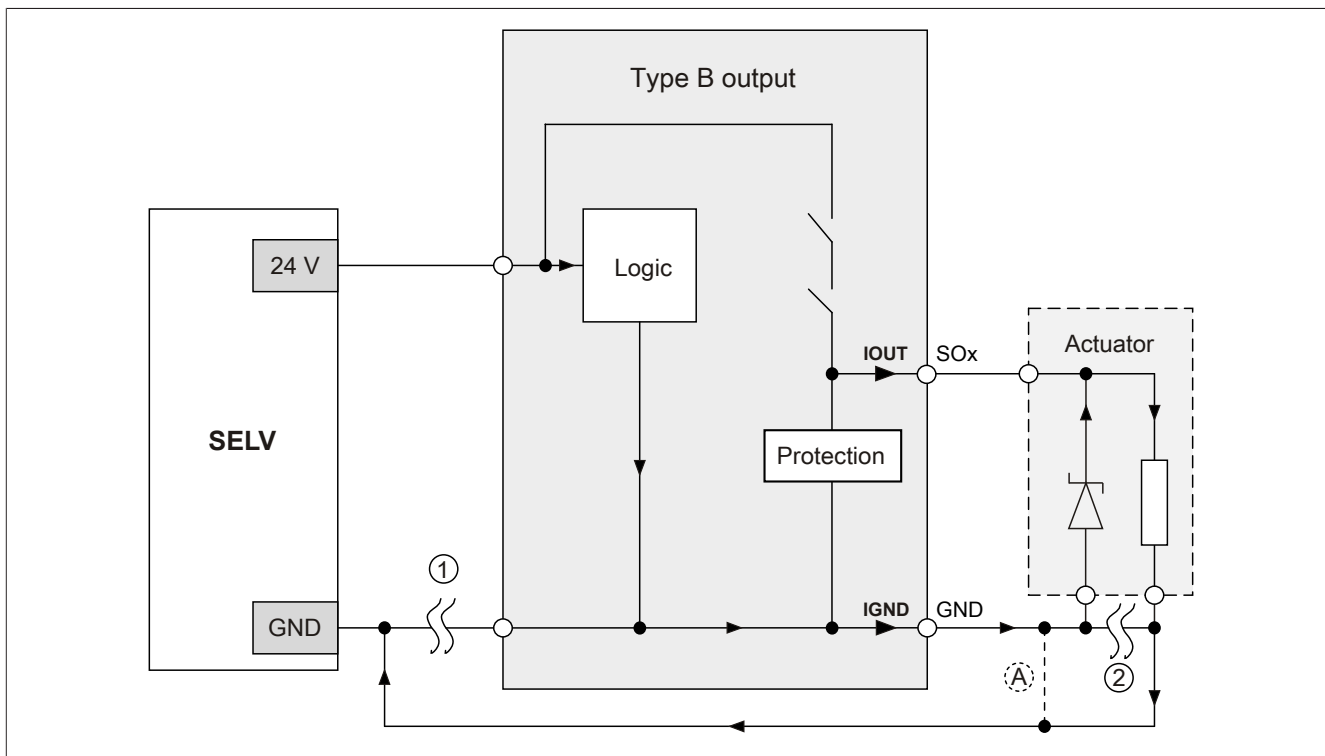 Type B output
24 V
Logic
IOUT
SOx
Actuator
SELV
Protection
1
GND
IGND
GND
A
2